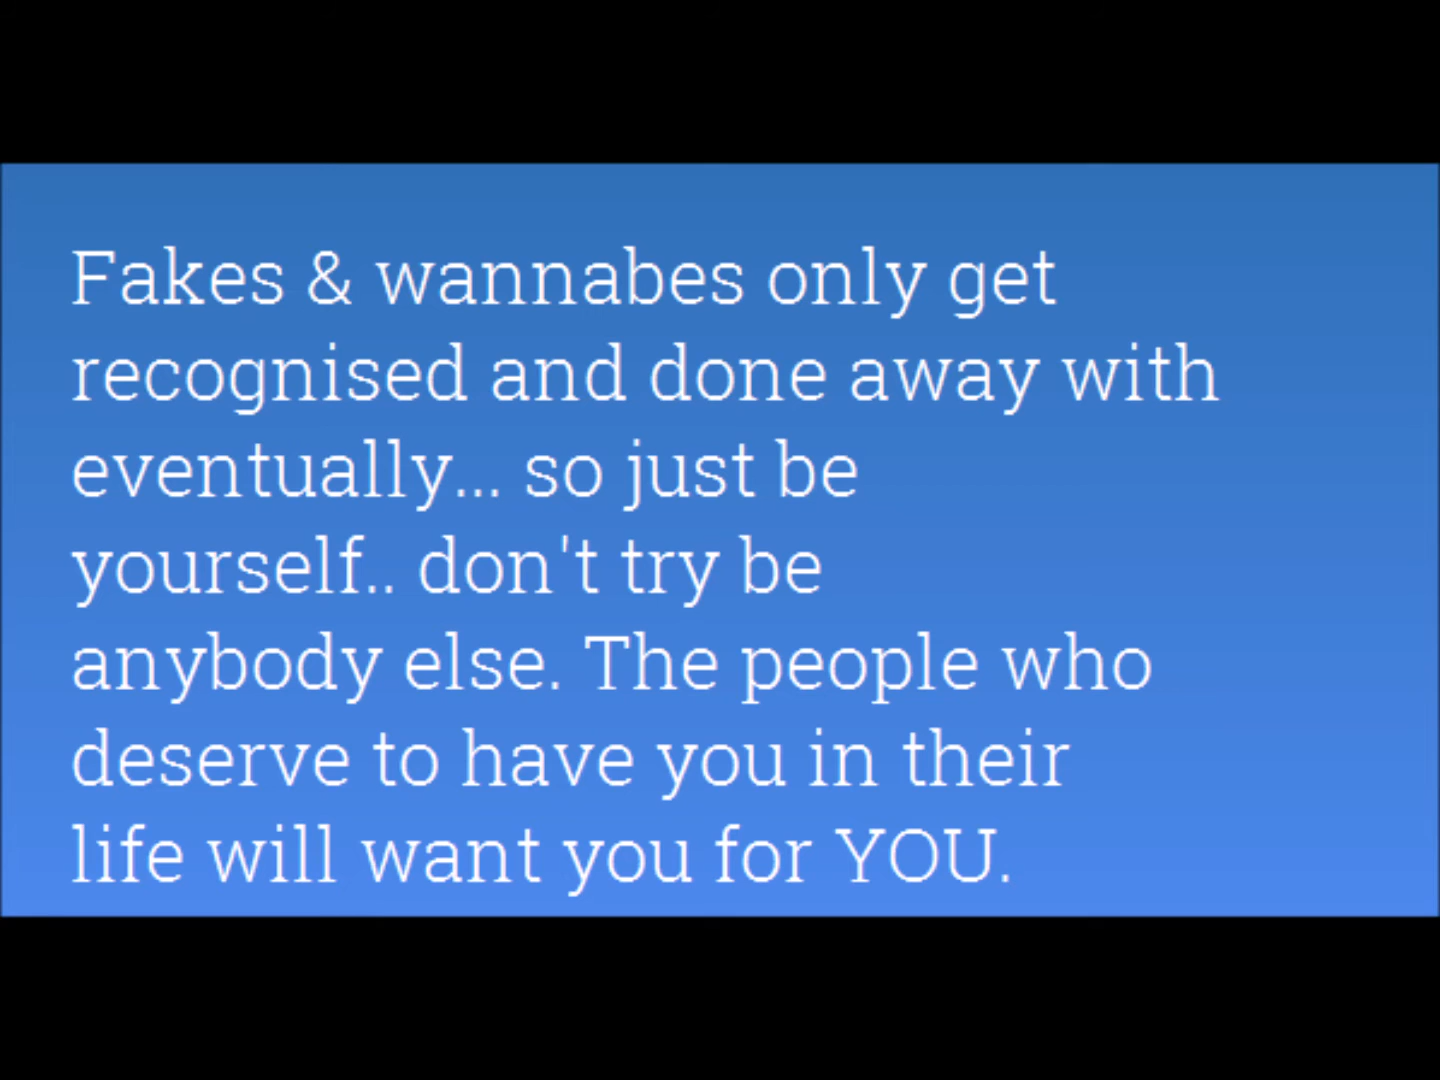 Fakes & wannabes only get
recognised and done away with
eventually... so just be
yourself.. don't try be
anybody else. The people who
deserve to have you in their
life will want you for YOU.